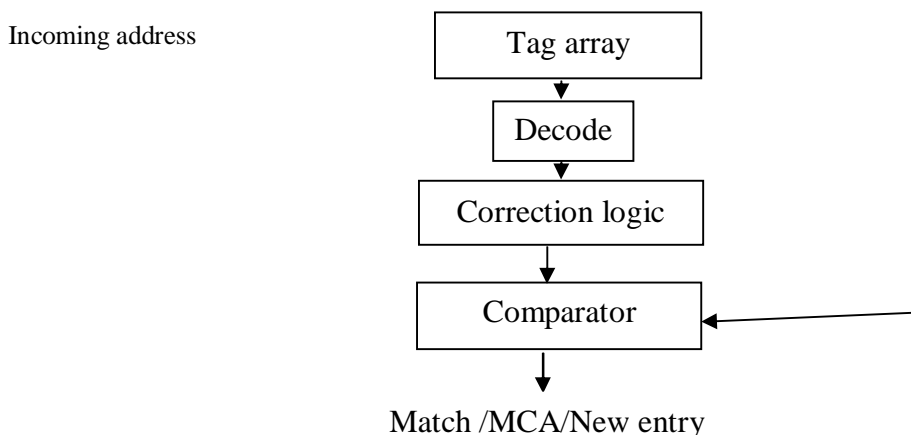 Incoming address
Tag array
Decode
Correction logic
Comparator
Match /MCA/New entry